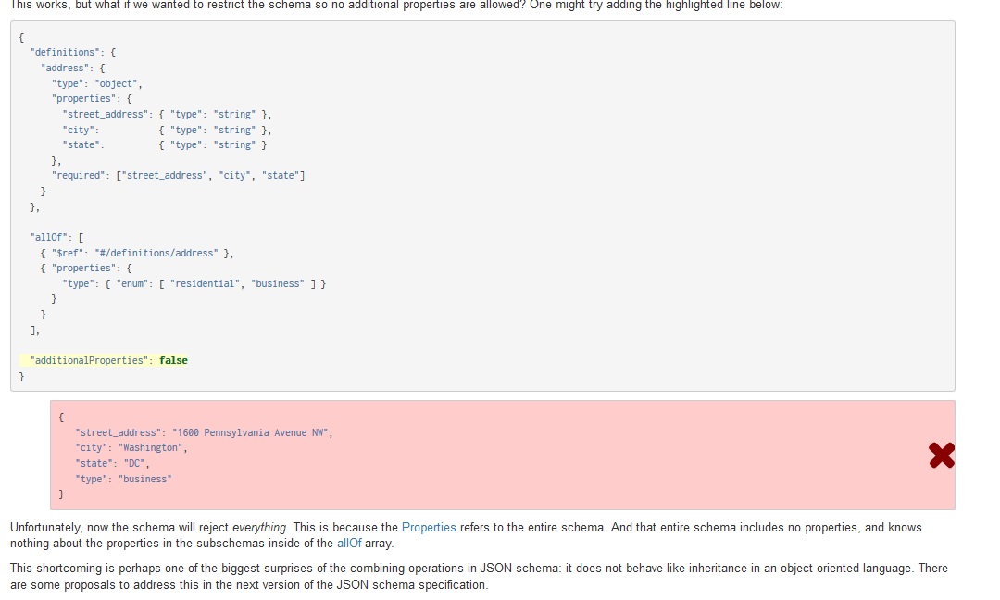 This works, but what if we wanted to restrict the schema so no additional properties are allowed? One might try adding the highlighted line below:
{
  "definitions": {
    "address": {
      "type": "object",
      "properties": {
        "street_address": { "type": "string" },
        "city":           { "type": "string" },
        "state":          { "type": "string" }
      },
      "required": ["street_address", "city", "state"]
    }
  },

  "allOf": [
    { "$ref": "#/definitions/address" },
    { "properties": {
        "type": { "enum": [ "residential", "business" ] }
      }
    }
  ],

  "additionalProperties": false
}
{
   "street_address": "1600 Pennsylvania Avenue NW",
   "city": "Washington",
   "state": "DC",
   "type": "business"
}
Unfortunately, now the schema will reject everything. This is because the Properties refers to the entire schema. And that entire schema includes no properties, and knows
nothing about the properties in the subschemas inside of the allOf array.
This shortcoming is perhaps one of the biggest surprises of the combining operations in JSON schema: it does not behave like inheritance in an object-oriented language. There
are some proposals to address this in the next version of the JSON schema specification.